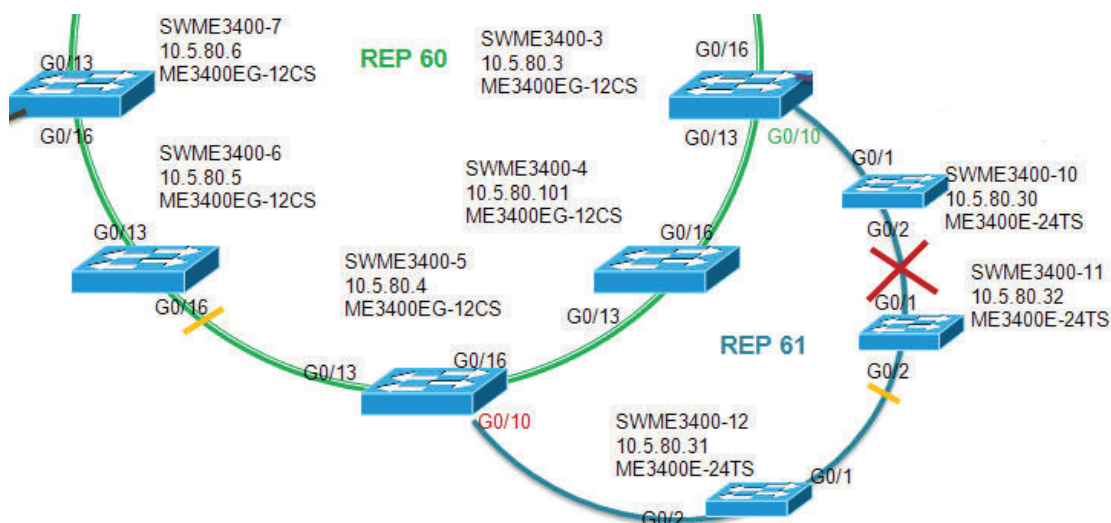 SWME3400-7
10.5.80.6
ME3400EG-12CS
G0/13
G0/16
REP 60
SWME3400-3
10.5.80.3
ME3400EG-12CS
G0/16
G0/13
G0/10
SWME3400-6
10.5.80.5
ME3400EG-12CS
G0/13
G0/16
SWME3400-4
10.5.80.101
ME3400EG-12CS
G0/16
G0/13
G0/1
SWME3400-10
10.5.80.30
ME3400E-24TS
G0/2
SWME3400-5
10.5.80.4
ME3400EG-12CS
G0/16
G0/13
G0/10
SWME3400-11
10.5.80.32
ME3400E-24TS
G0/1
G0/2
REP 61
SWME3400-12
10.5.80.31
ME3400E-24TS
G0/1
G0/2